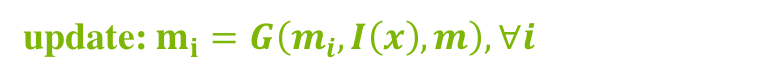 update: mᵢ = G(mᵢ, I(x), m), ∀i